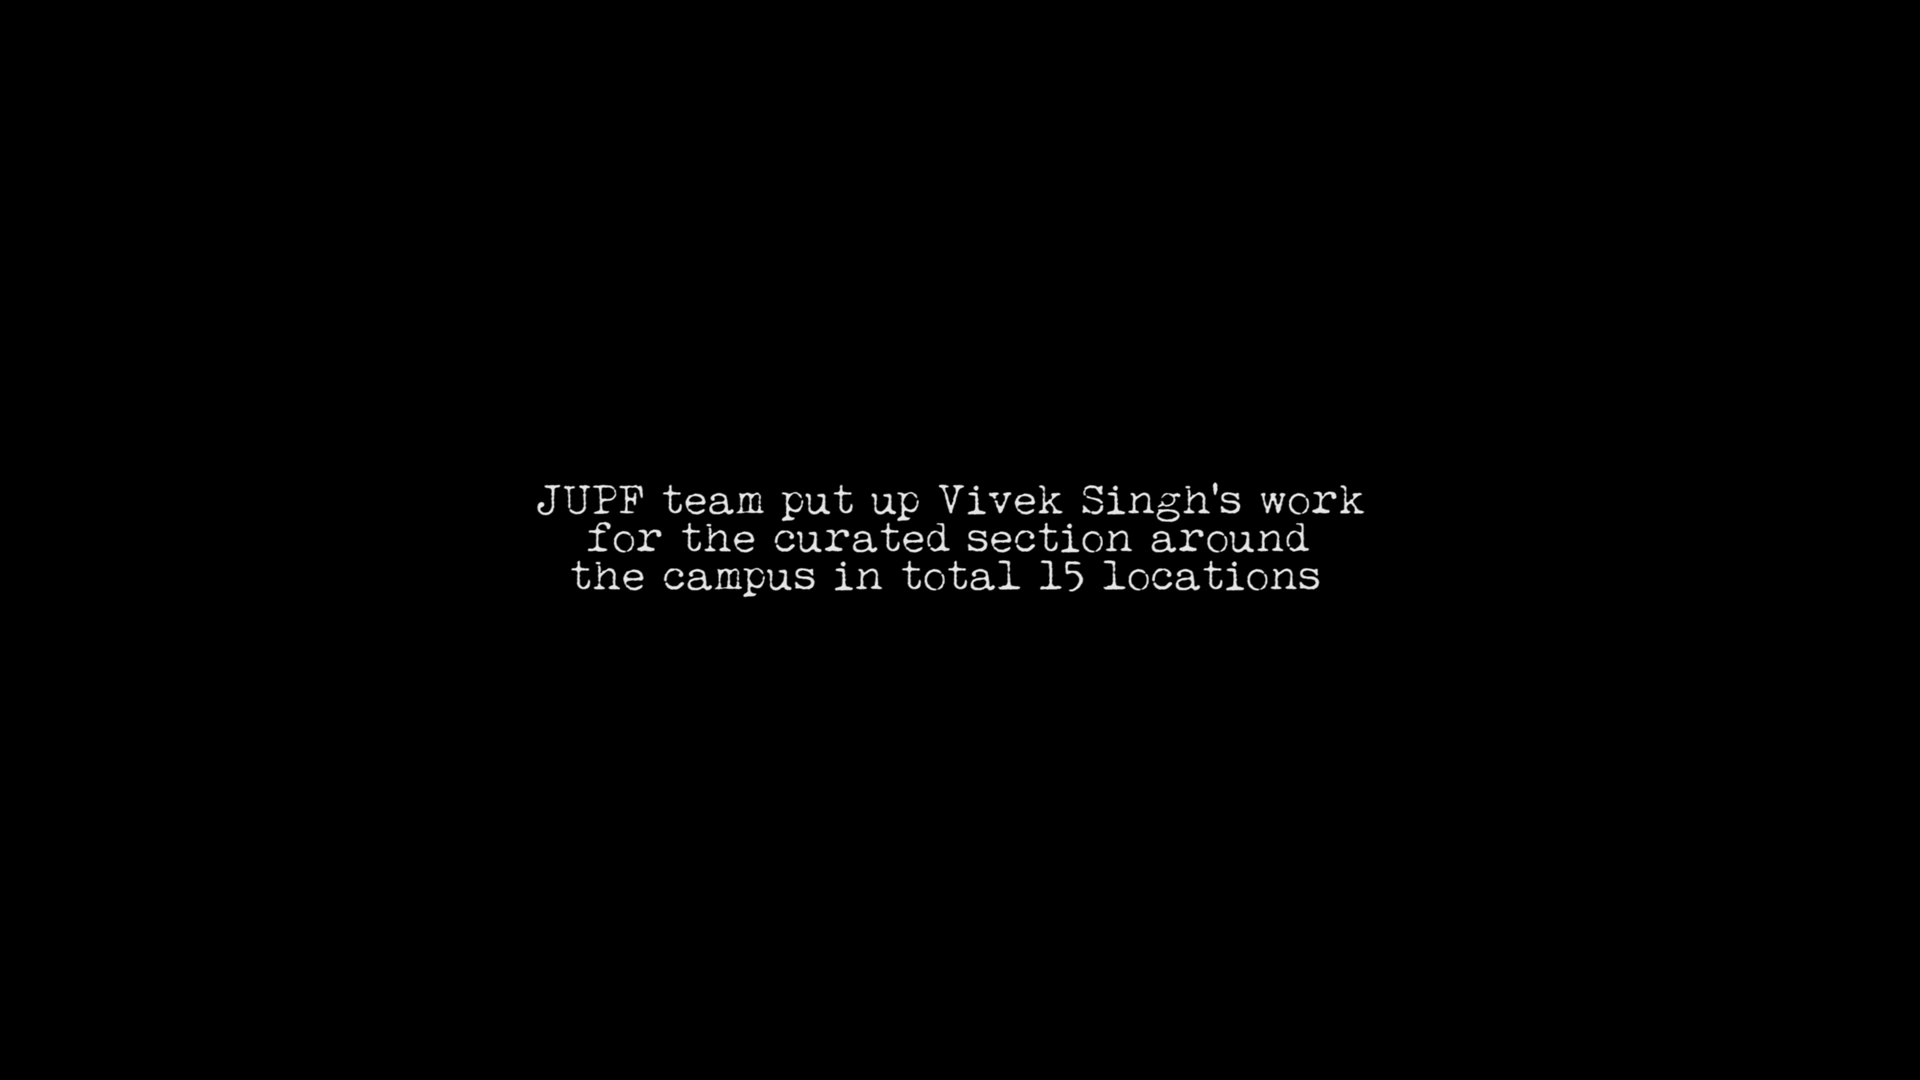 JUPF team put up Vivek Singh's work
for the curated section around
the campus in total 15 locations